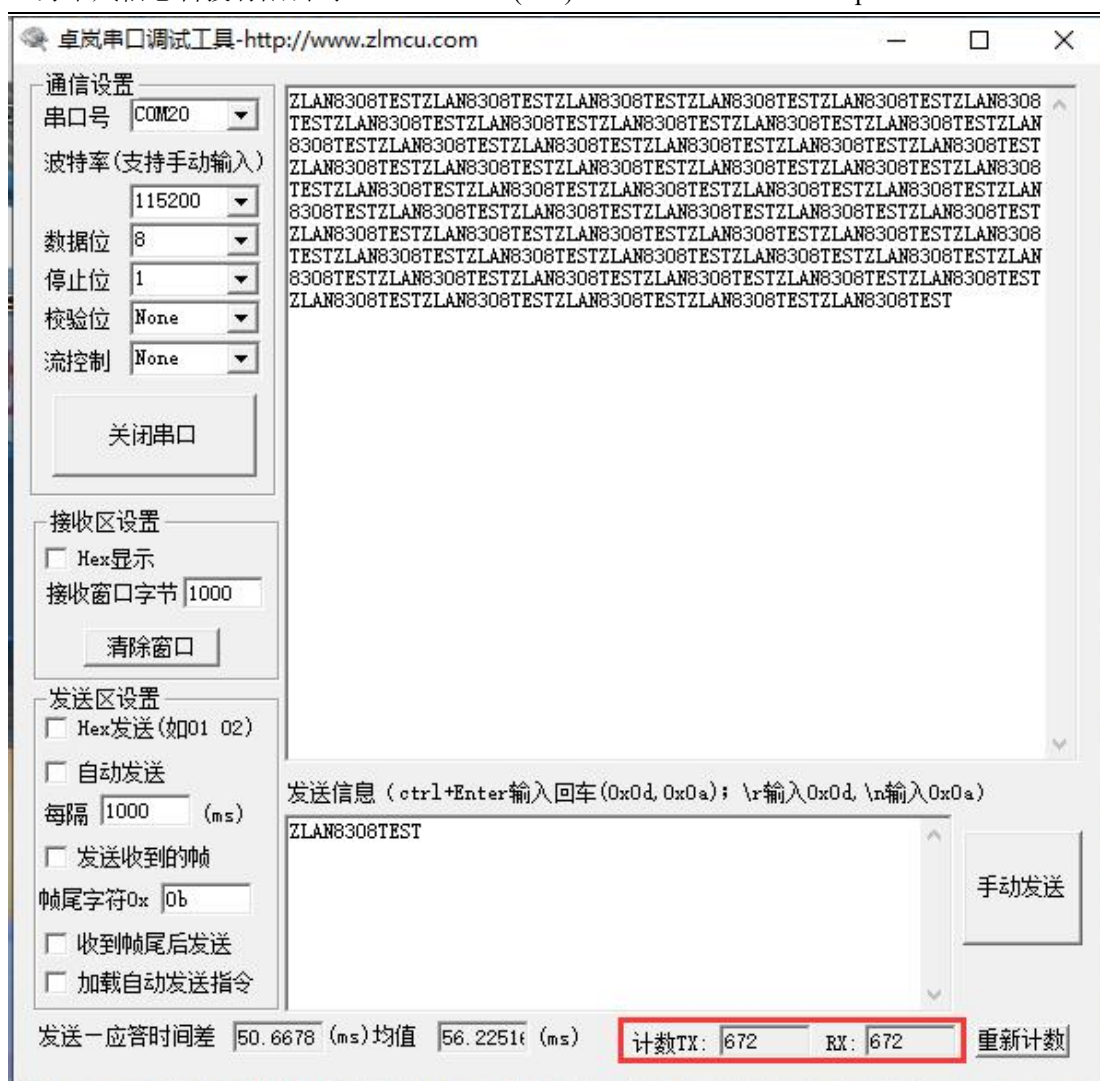 卓岚串口调试工具-http://www.zlmcu.com
通信设置
串口号 COM20
波特率(支持手动输入)
115200
数据位 8
停止位 1
校验位 None
流控制 None
关闭串口
接收区设置
Hex显示
接收窗口字节 1000
清除窗口
发送区设置
Hex发送(如01 02)
自动发送
每隔 1000 (ms)
发送收到的帧
帧尾字符0x 0b
收到帧尾后发送
加载自动发送指令
ZLAN8308TESTZLAN8308TESTZLAN8308TESTZLAN8308TESTZLAN8308TESTZLAN8308
TESTZLAN8308TESTZLAN8308TESTZLAN8308TESTZLAN8308TESTZLAN8308TESTZLAN
8308TESTZLAN8308TESTZLAN8308TESTZLAN8308TESTZLAN8308TESTZLAN8308TEST
ZLAN8308TESTZLAN8308TESTZLAN8308TESTZLAN8308TESTZLAN8308TESTZLAN8308
TESTZLAN8308TESTZLAN8308TESTZLAN8308TESTZLAN8308TESTZLAN8308TESTZLAN
8308TESTZLAN8308TESTZLAN8308TESTZLAN8308TESTZLAN8308TESTZLAN8308TEST
ZLAN8308TESTZLAN8308TESTZLAN8308TESTZLAN8308TESTZLAN8308TESTZLAN8308
TESTZLAN8308TESTZLAN8308TESTZLAN8308TESTZLAN8308TESTZLAN8308TESTZLAN
8308TESTZLAN8308TESTZLAN8308TESTZLAN8308TESTZLAN8308TESTZLAN8308TEST
ZLAN8308TESTZLAN8308TESTZLAN8308TESTZLAN8308TESTZLAN8308TEST
发送信息（ctrl+Enter输入回车(0x0d,0x0a)；\r输入0x0d,\n输入0x0a）
ZLAN8308TEST
手动发送
发送一应答时间差 50.6678 (ms)均值 56.2251 (ms) 计数TX: 672 RX: 672 重新计数